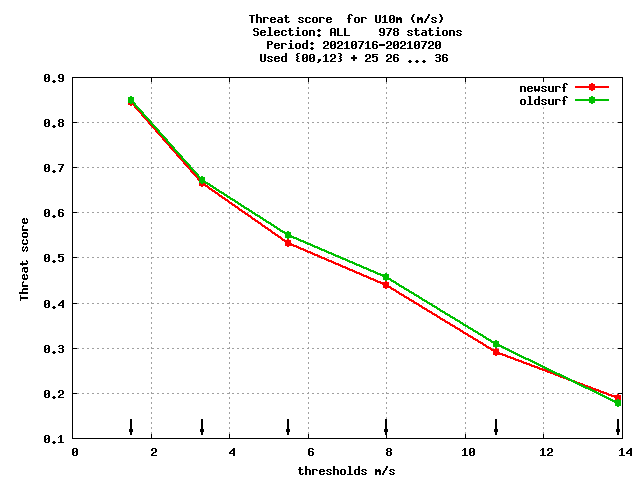 Threat score  for U10m (m/s)
Selection: ALL    978 stations
Period: 20210716-20210720
Used {00,12} + 25 26 ... 36
newsurf
oldsurf
Threat score
0.9
0.8
0.7
0.6
0.5
0.4
0.3
0.2
0.1
0 2 4 6 8 10 12 14
thresholds m/s